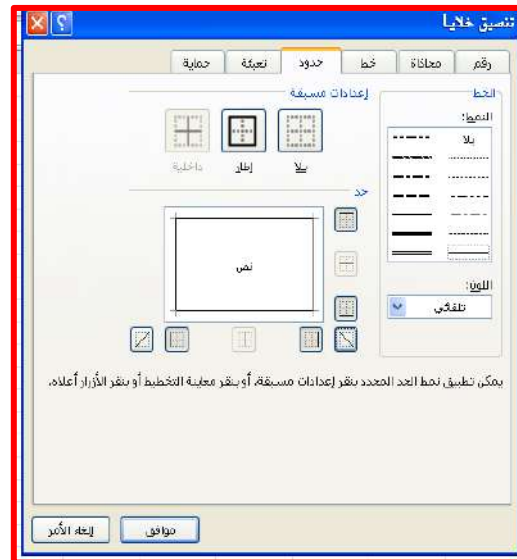 تنسيق خلايا
رقم محاذاة خط حدود تعبئة حماية
الخط
النمط:
بلا
اللون:
تلقائي
إعدادات مسبقة
بلا إطار داخلية
حد
نص
يمكن تطبيق نمط الحد المحدد بنقر إعدادات مسبقة، أو بنقر معاينة التخطيط أو بنقر الأزرار أعلاه.
موافق إلغاء الأمر